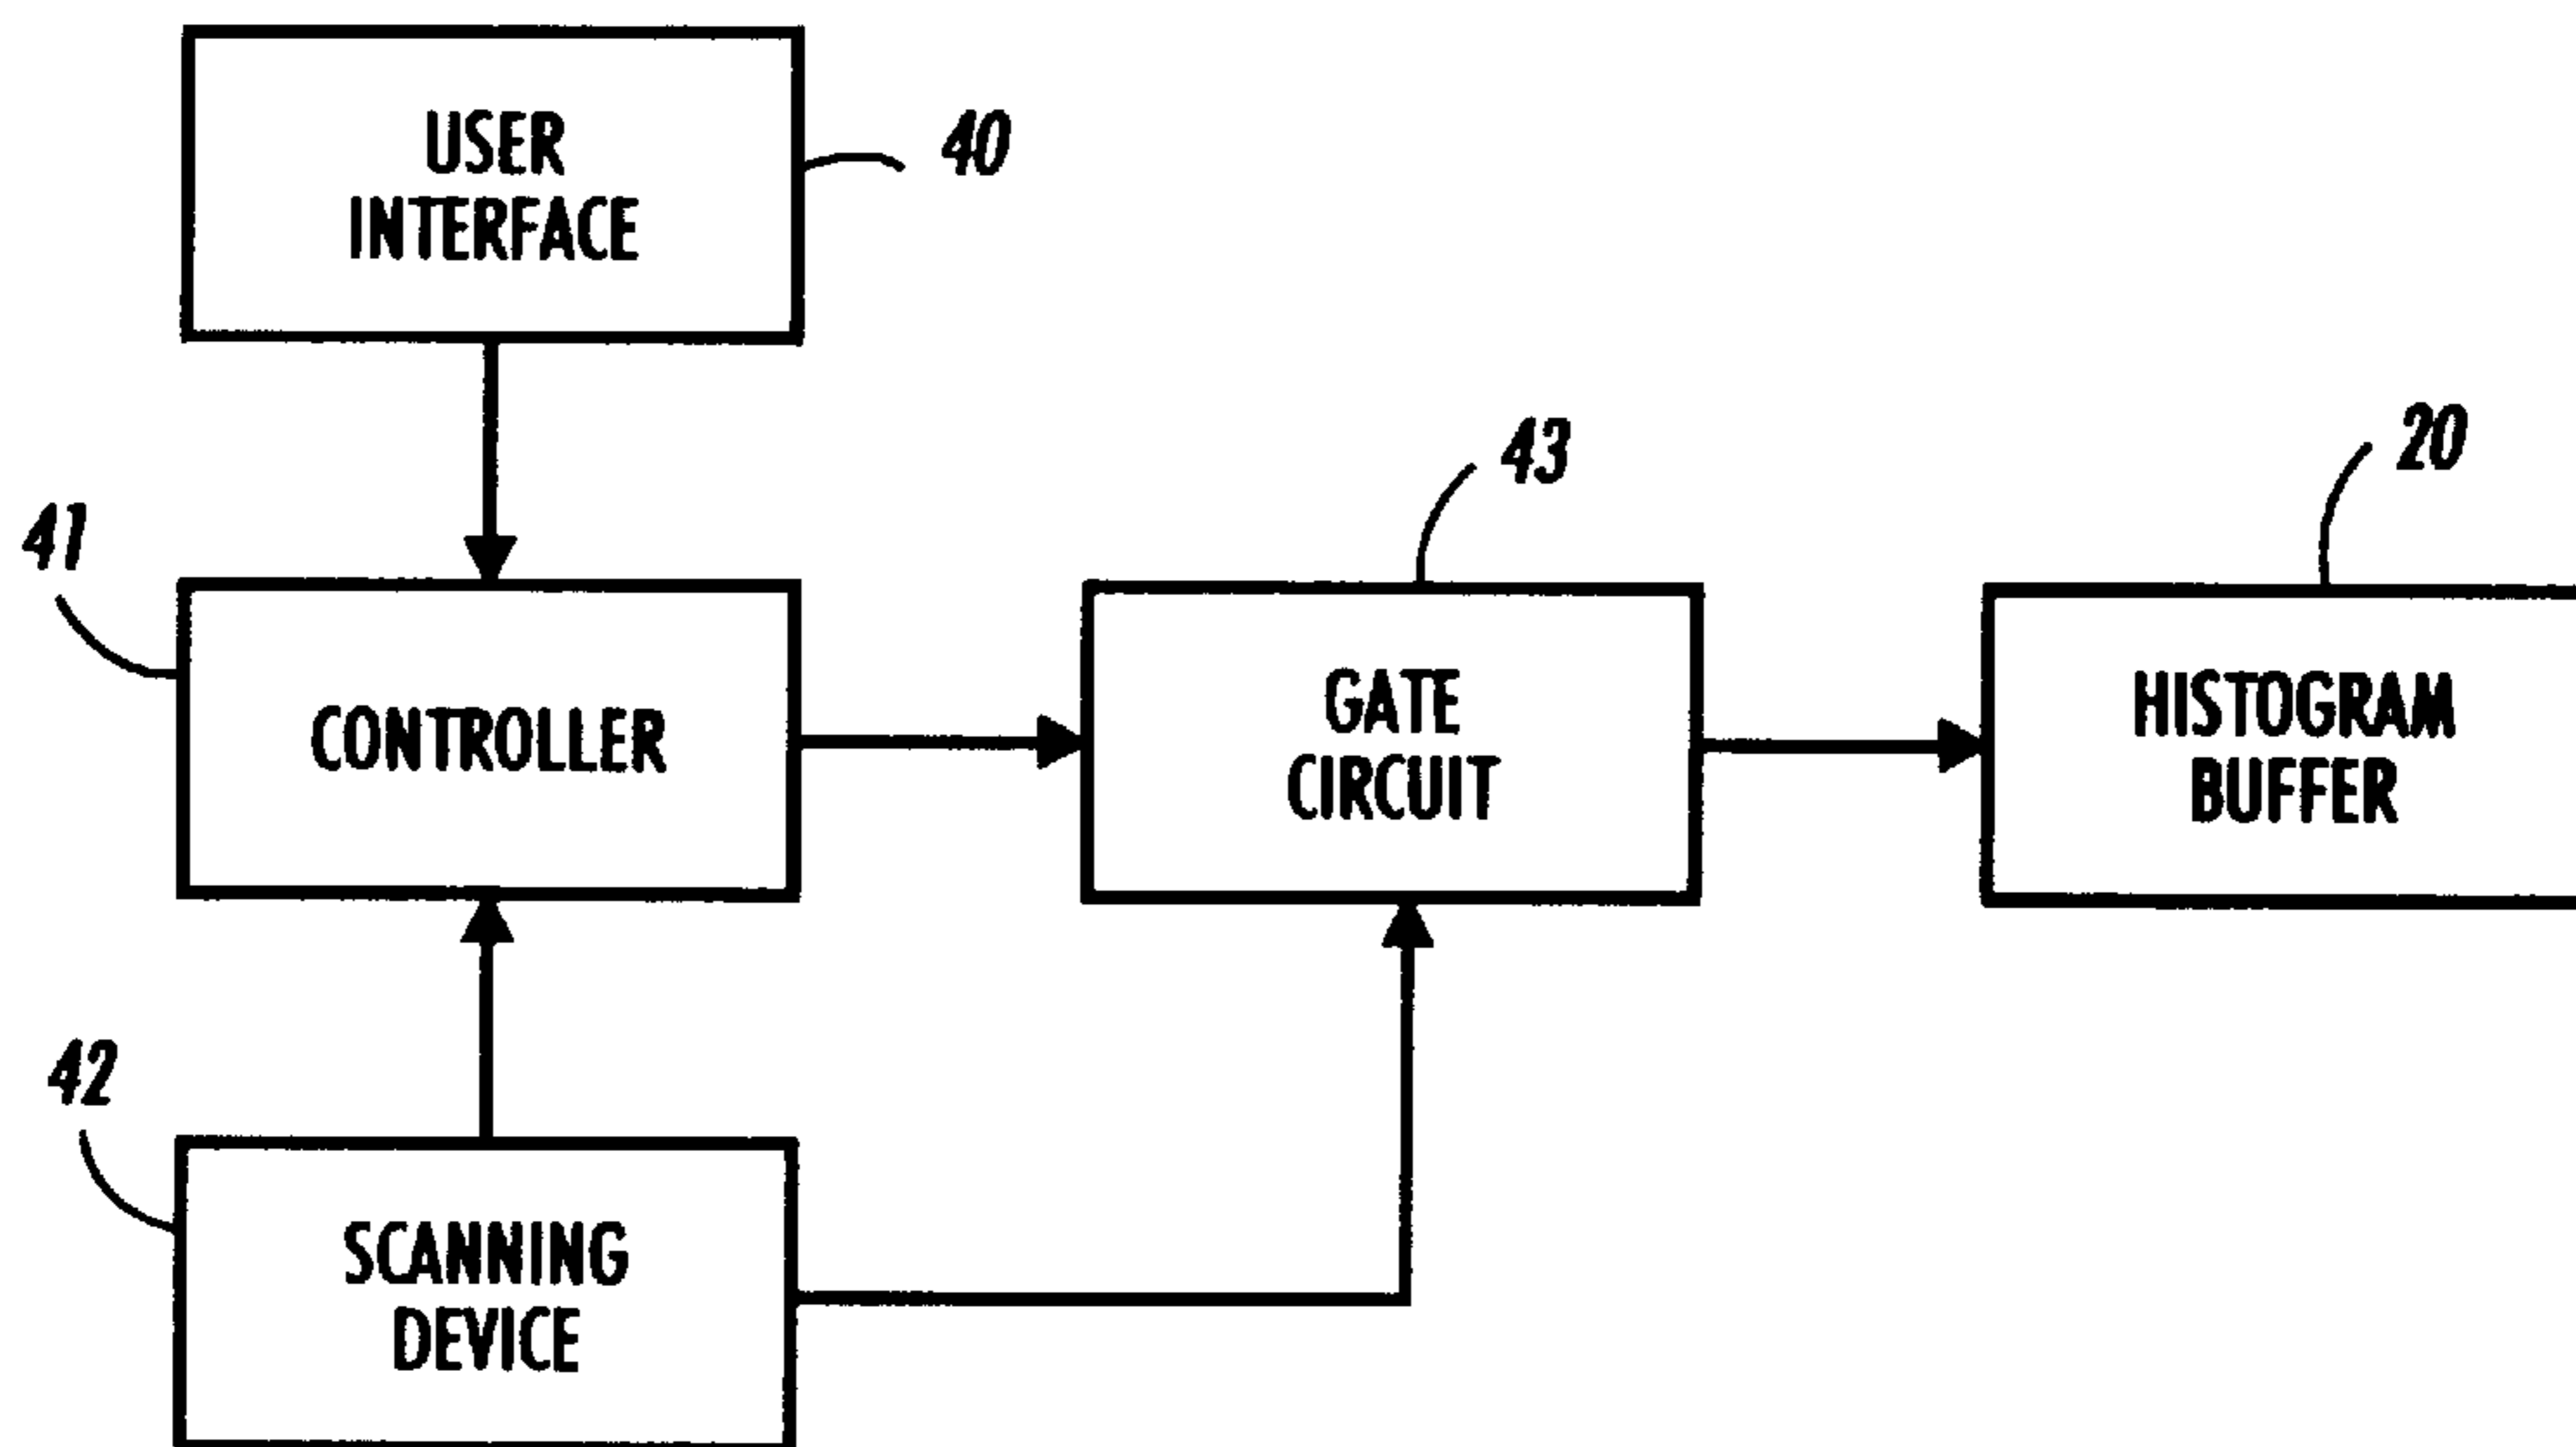 USER
INTERFACE
40
41
CONTROLLER
43
GATE
CIRCUIT
20
HISTOGRAM
BUFFER
42
SCANNING
DEVICE